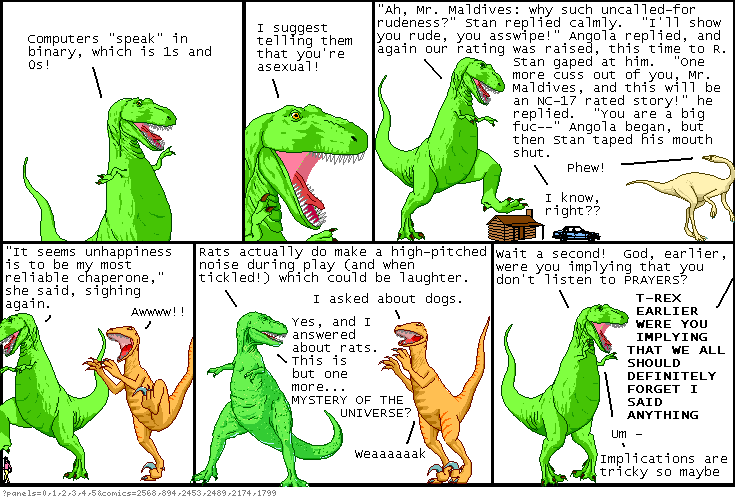 Computers "speak" in
binary, which is 1s and
0s!
I suggest
telling them
that you're
asexual!
"Ah, Mr. Maldives: why such uncalled-for
rudeness?" Stan replied calmly. "I'll show
you rude, you asswipe!" Angola replied, and
again our rating was raised, this time to R.
Stan gaped at him. "One
more cuss out of you, Mr.
Maldives, and this will be
an NC-17 rated story!" he
replied. "You are a big
fuc--" Angola began, but
then Stan taped his mouth
shut.
Phew!
I know,
right??
"It seems unhappiness
is to be my most
reliable chaperone,"
she said, sighing
again.
Awwww!!
Rats actually do make a high-pitched
noise during play (and when
tickled!) which could be laughter.
I asked about dogs.
Yes, and I
answered
about rats.
This is
but one
more...
MYSTERY OF THE
UNIVERSE?
Weaaaaaak
Wait a second! God, earlier,
were you implying that you
don't listen to PRAYERS?
T-REX
EARLIER
WERE YOU
IMPLYING
THAT WE ALL
SHOULD
DEFINITELY
FORGET I
SAID
ANYTHING
Um -
Implications are
tricky so maybe
?panels=0,1,2,3,4,5&comics=2568,894,2453,2489,2174,1799